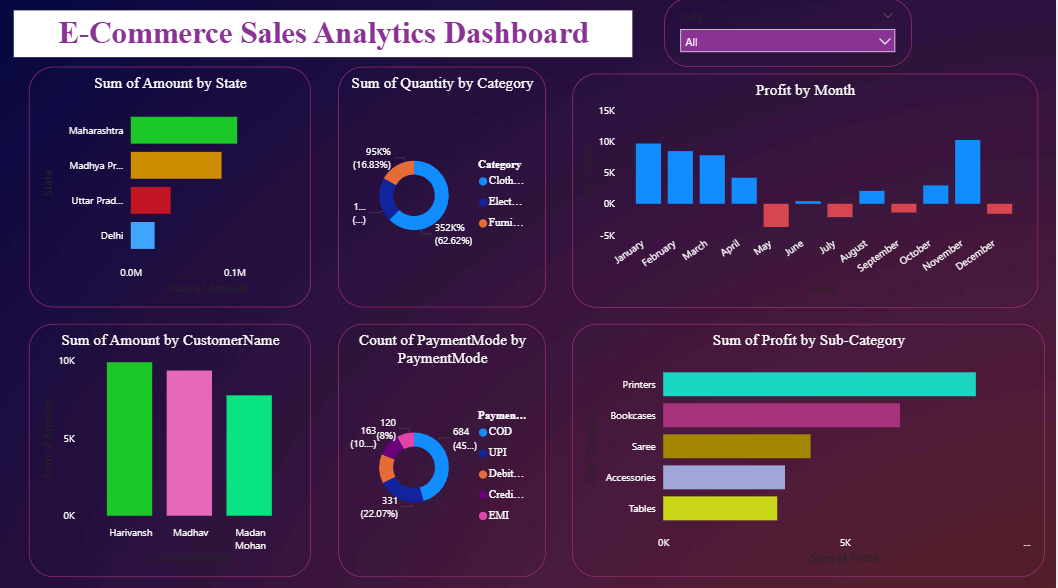 E-Commerce Sales Analytics Dashboard
City
All
Sum of Amount by State
State
Maharashtra
Madhya Pr...
Uttar Prad...
Delhi
0.0M
0.1M
Sum of Amount
Sum of Quantity by Category
95K%
(16.83%)
1...
(...)
352K%
(62.62%)
Category
Cloth...
Elect...
Furni...
Profit by Month
15K
10K
5K
0K
-5K
January
February
March
April
May
June
July
August
September
October
November
December
Sum of Amount by CustomerName
Sum of Amount
10K
5K
0K
Harivansh
Madhav
Madan
Mohan
CustomerName
Count of PaymentMode by
PaymentMode
120
(8%)
163
(10....)
684
(45...)
331
(22.07%)
Paymen...
COD
UPI
Debit...
Credi...
EMI
Sum of Profit by Sub-Category
Sub-Category
Printers
Bookcases
Saree
Accessories
Tables
0K
5K
...
Sum of Profit